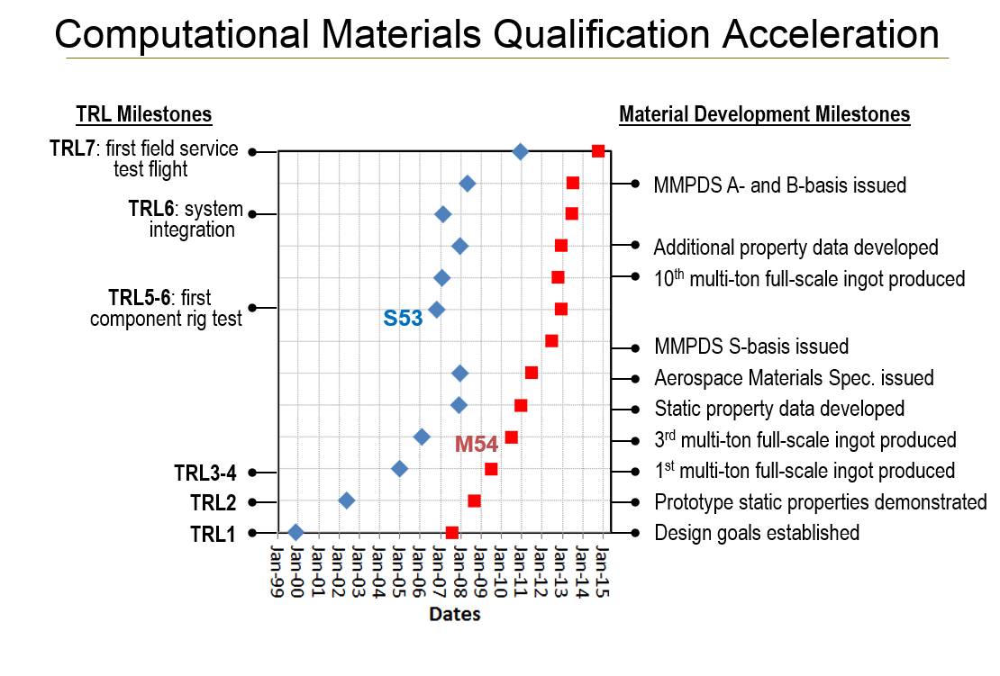 Computational Materials Qualification Acceleration
TRL Milestones
Material Development Milestones
TRL7: first field service
test flight
MMPDS A- and B-basis issued
TRL6: system
integration
Additional property data developed
10th multi-ton full-scale ingot produced
TRL5-6: first
component rig test
S53
MMPDS S-basis issued
Aerospace Materials Spec. issued
Static property data developed
M54
3rd multi-ton full-scale ingot produced
TRL3-4
1st multi-ton full-scale ingot produced
TRL2
Prototype static properties demonstrated
TRL1
Design goals established
Jan-99
Jan-00
Jan-01
Jan-02
Jan-03
Jan-04
Jan-05
Jan-06
Jan-07
Jan-08
Jan-09
Jan-10
Jan-11
Jan-12
Jan-13
Jan-14
Jan-15
Dates